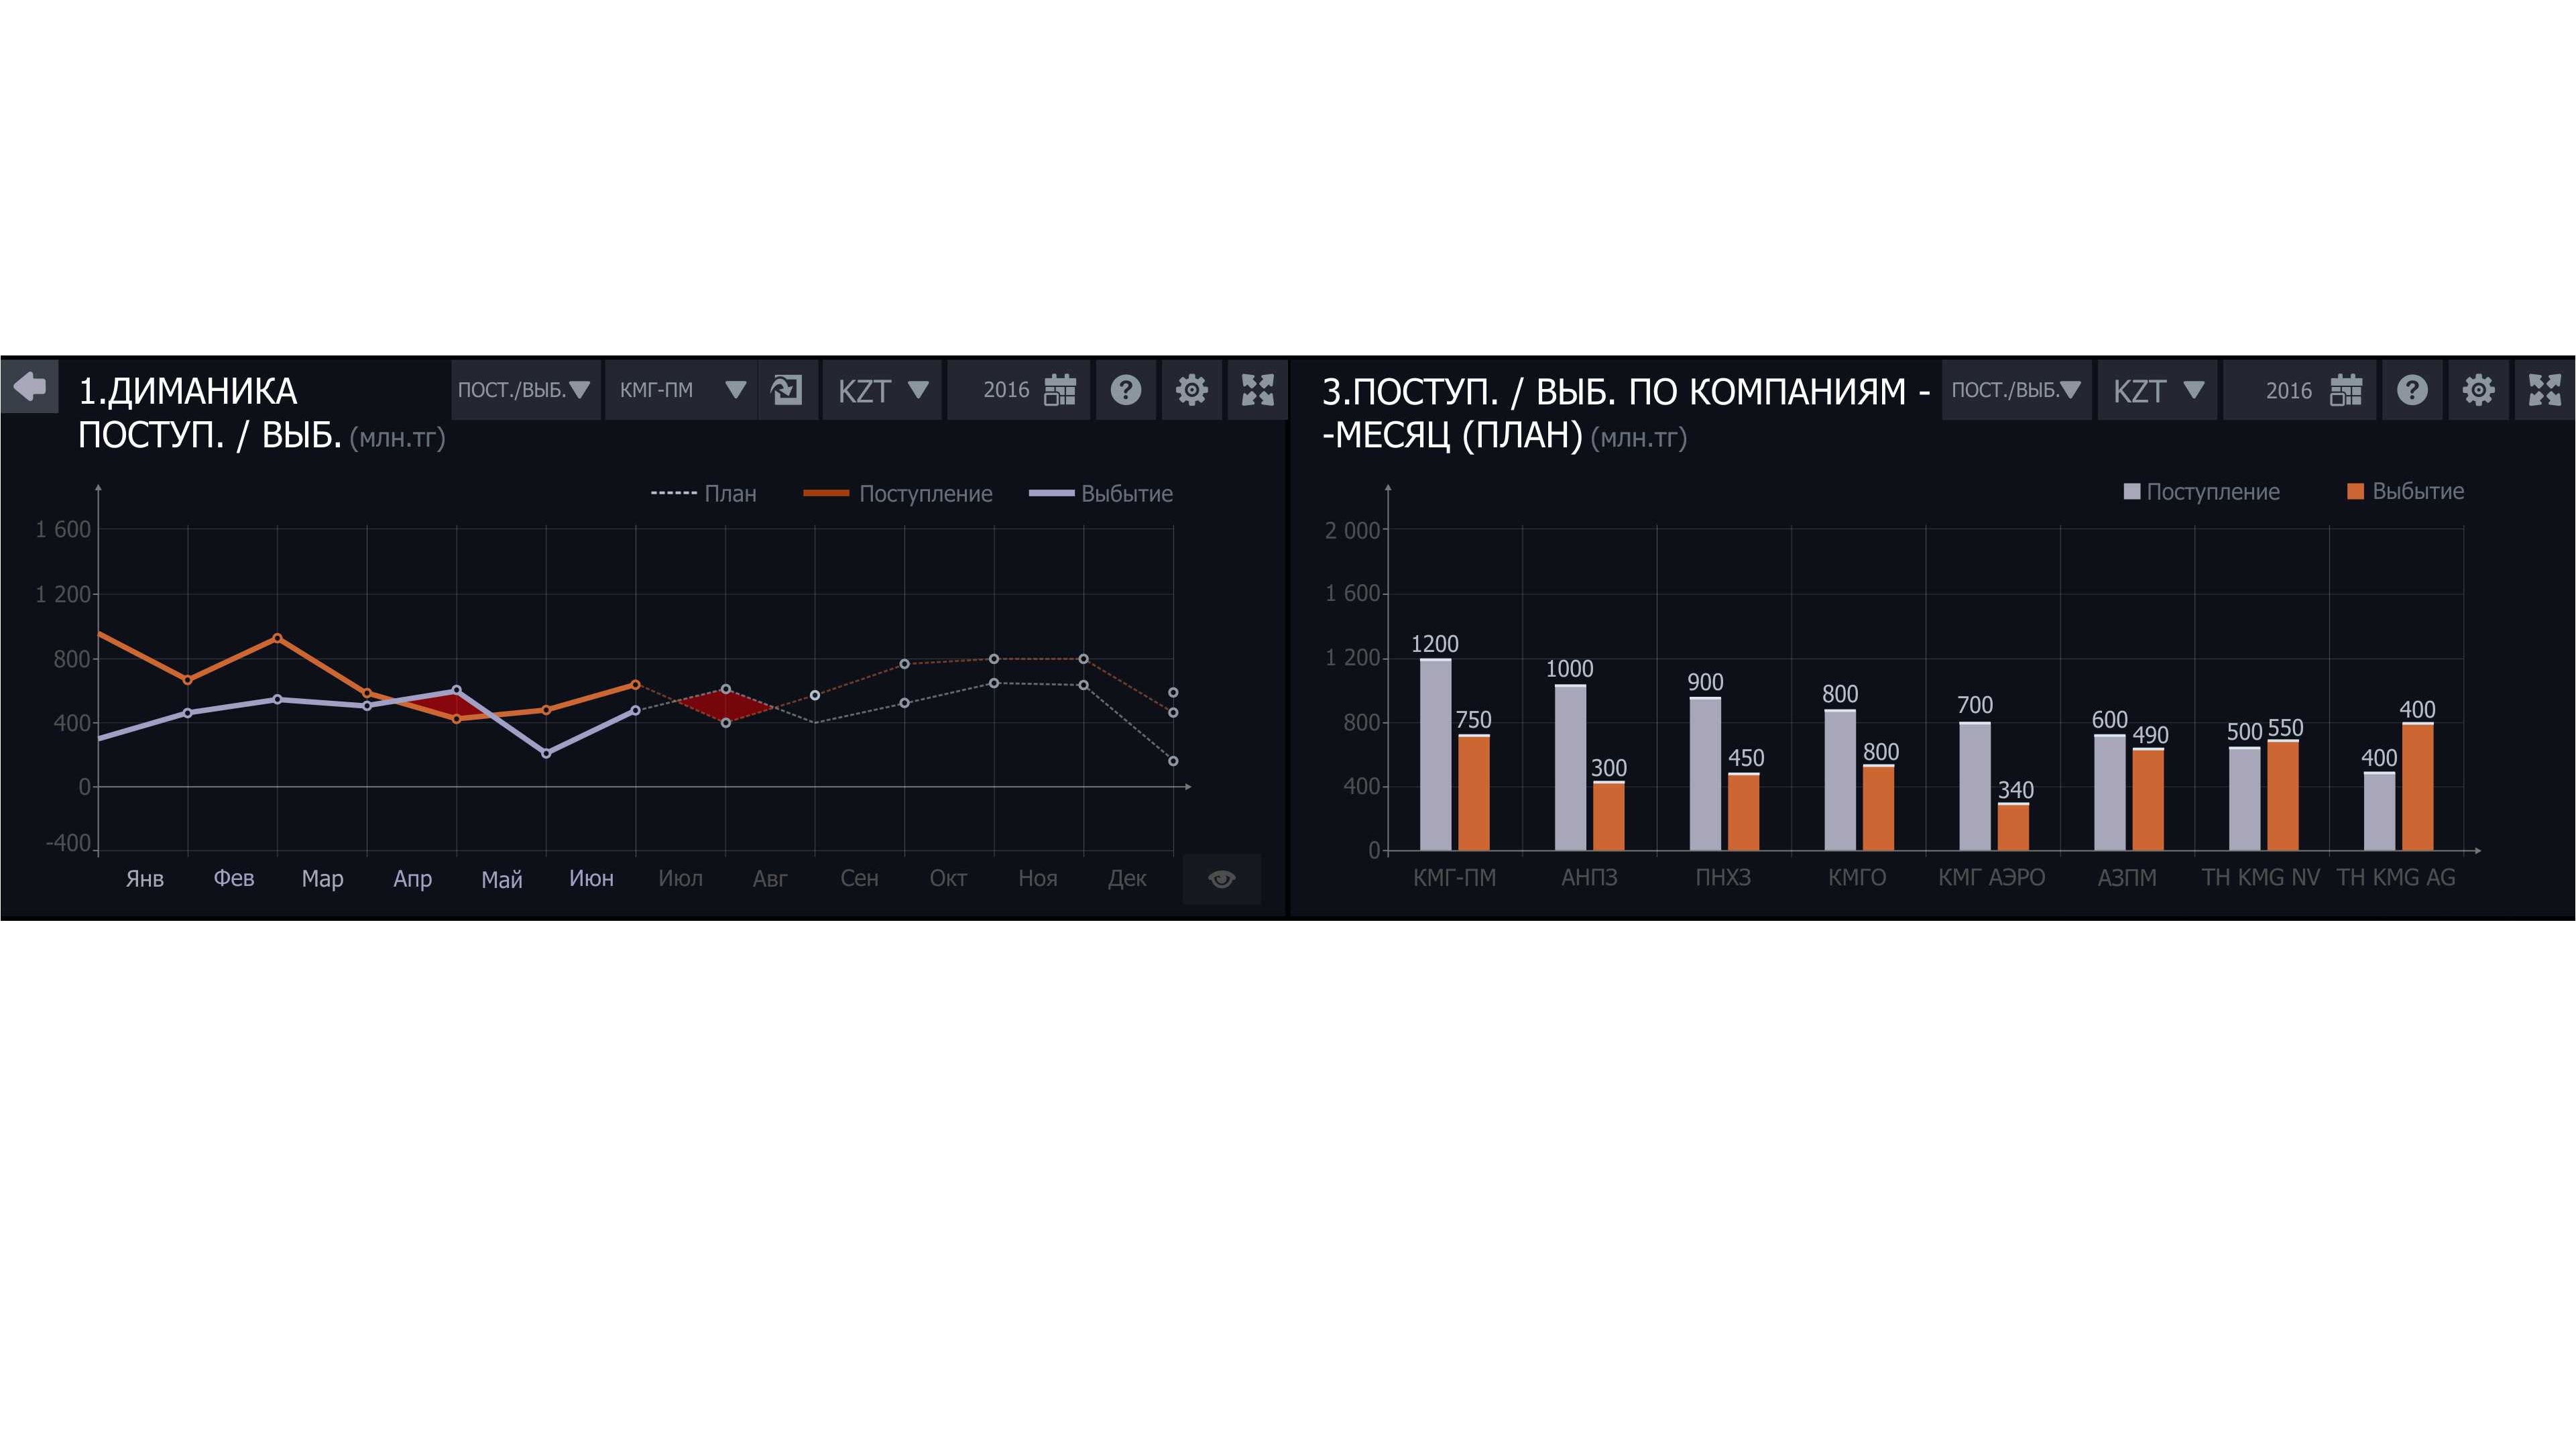 1.ДИМАНИКА
ПОСТУП. / ВЫБ. (млн.тг)
ПОСТ./ВЫБ. КМГ-ПМ KZT 2016 ?
План Поступление Выбытие
1 600
1 200
800
400
0
-400
Янв Фев Мар Апр Май Июн Июл Авг Сен Окт Ноя Дек
3.ПОСТУП. / ВЫБ. ПО КОМПАНИЯМ -
-МЕСЯЦ (ПЛАН) (млн.тг)
ПОСТ./ВЫБ. KZT 2016 ?
Поступление Выбытие
2 000
1 600
1 200
800
400
0
1200 750
1000 300
900 450
800 800
700 340
600 490
500 550
400 400
КМГ-ПМ АНПЗ ПНХЗ КМГО КМГ АЭРО АЗПМ TH KMG NV TH KMG AG